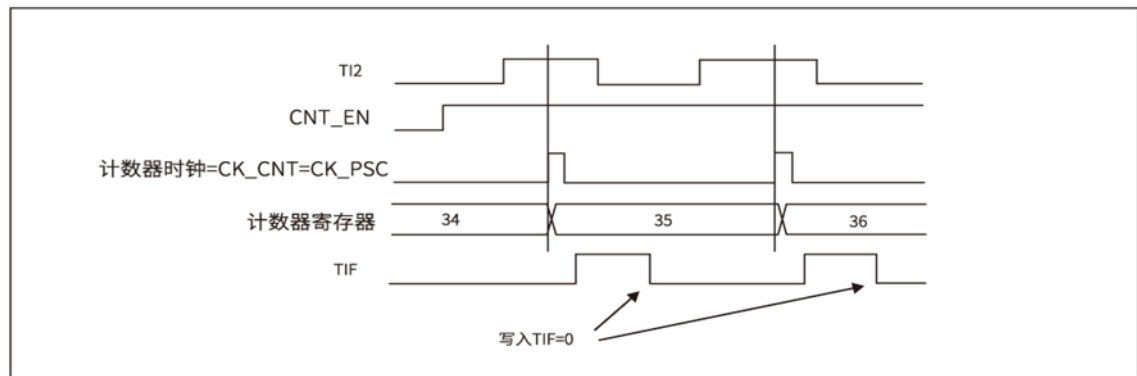 TI2
CNT_EN
计数器时钟=CK_CNT=CK_PSC
计数器寄存器 34 35 36
TIF
写入TIF=0